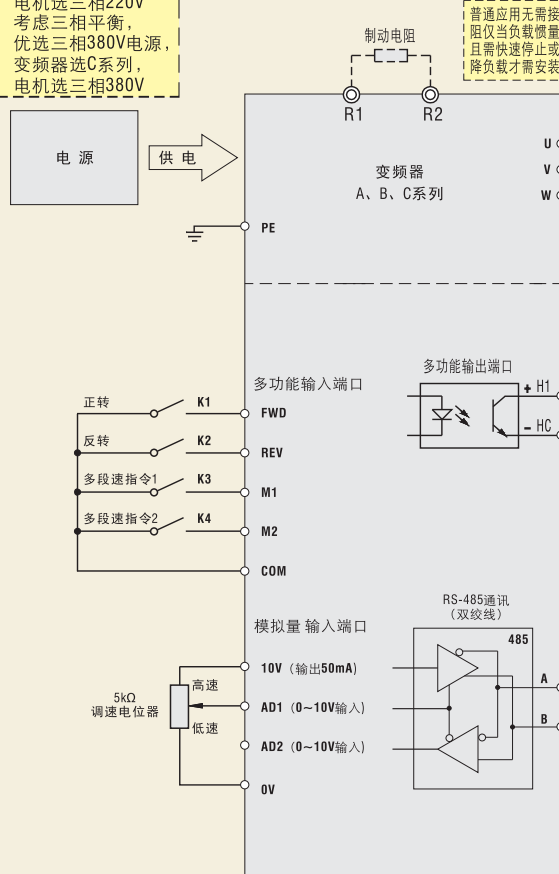 电机选三相220V
考虑三相平衡，
优选三相380V电源，
变频器选C系列，
电机选三相380V
普通应用无需接
阻仅当负载惯量
且需快速停止或
降负载才需安装
制动电阻
R1
R2
电 源
供 电
变频器
A、B、C系列
U
V
W
PE
多功能输入端口
正转
K1
FWD
反转
K2
REV
多段速指令1
K3
M1
多段速指令2
K4
M2
COM
多功能输出端口
+ H1
- HC
模拟量 输入端口
10V（输出50mA）
高速
5kΩ
调速电位器
AD1（0~10V输入）
低速
AD2（0~10V输入）
0V
RS-485通讯
（双绞线）
485
A
B